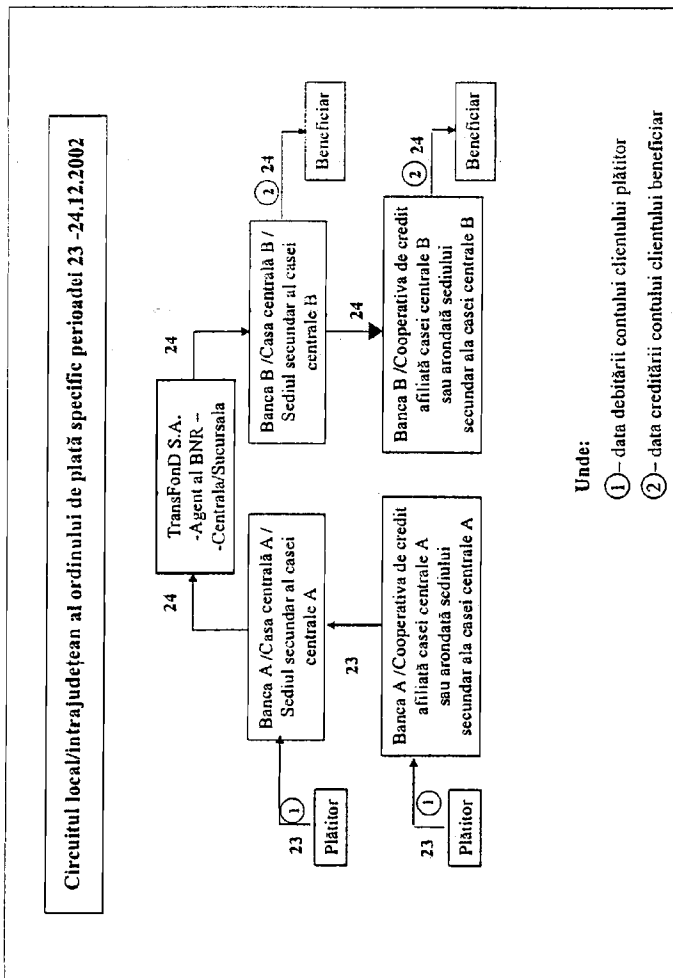 Circuitul local/intrajudețean al ordinului de plată specific perioadei 23 -24.12.2002
TransFonD S.A.
-Agent al BNR –
-Centrala/Sucursala
24
24
Banca A /Casa centrală A /
Sediul secundar al casei
centrale A
Banca B /Casa centrală B /
Sediul secundar al casei
centrale B
23
1
Plătitor
2
24
Beneficiar
23
24
Banca A /Cooperativa de credit
afiliată casei centrale A
sau arondată sediului
secundar ala casei centrale A
Banca B /Cooperativa de credit
afiliată casei centrale B
sau arondată sediului
secundar ala casei centrale B
23
1
Plătitor
2
24
Beneficiar
Unde:
1 – data debitării contului clientului plătitor
2 – data creditării contului clientului beneficiar